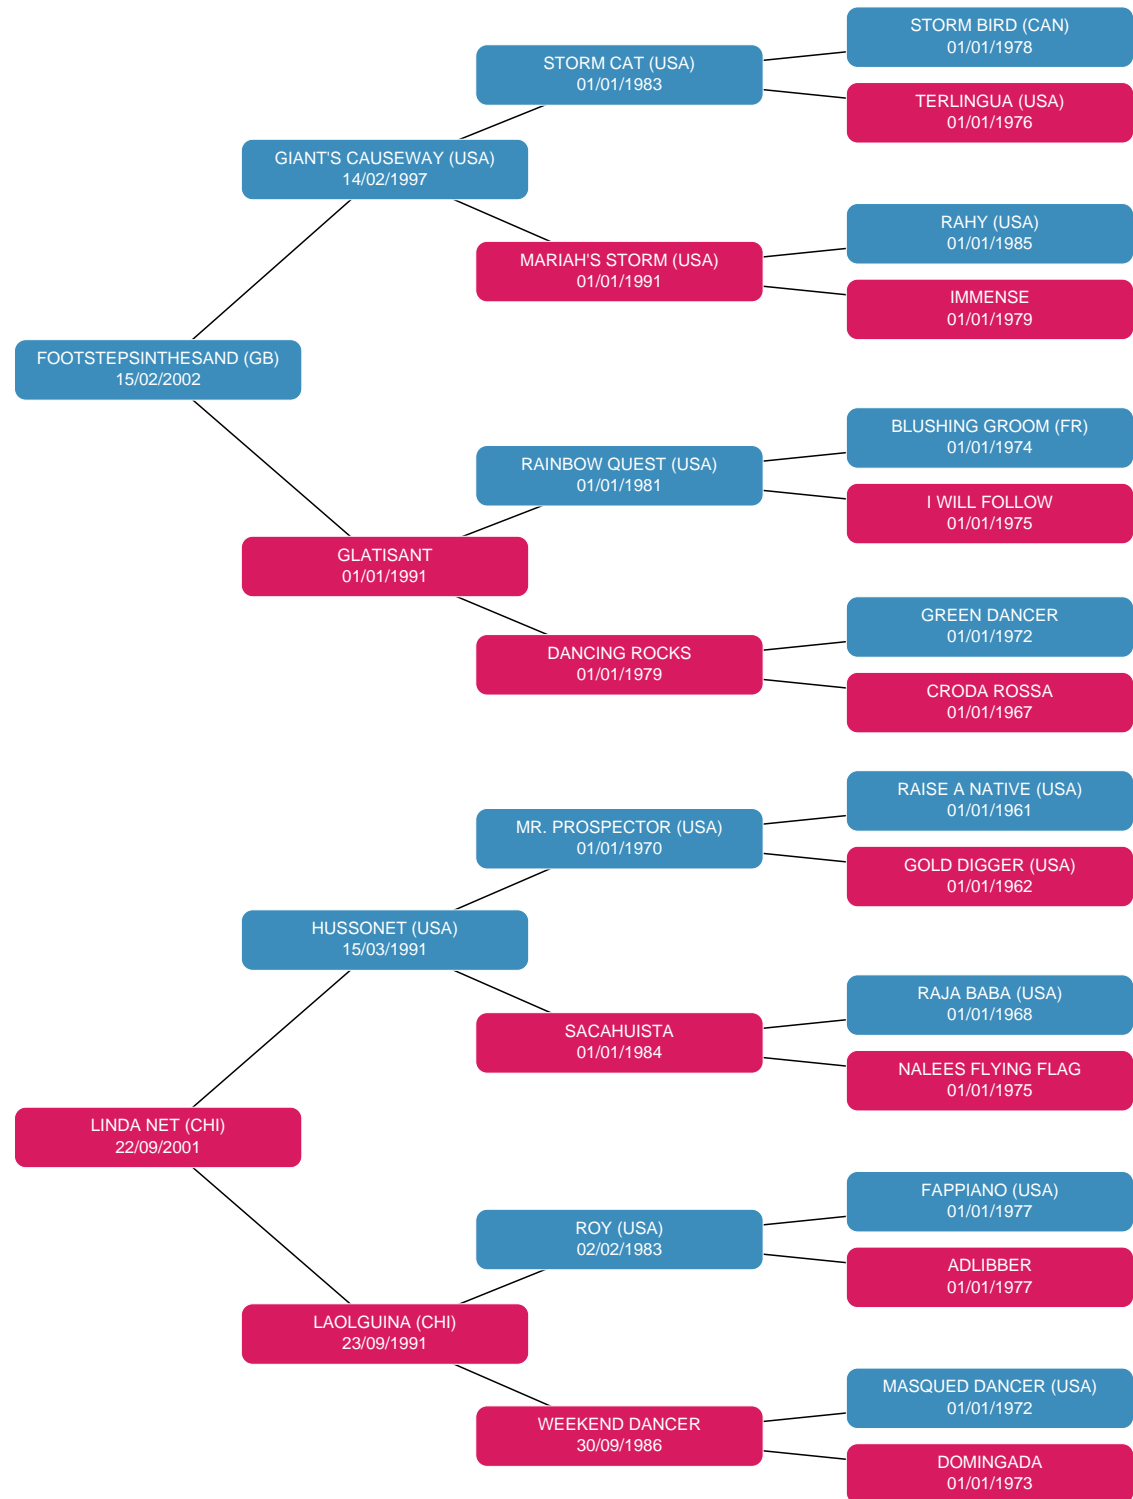 STORM BIRD (CAN)
01/01/1978
STORM CAT (USA)
01/01/1983
TERLINGUA (USA)
01/01/1976
GIANT'S CAUSEWAY (USA)
14/02/1997
RAHY (USA)
01/01/1985
MARIAH'S STORM (USA)
01/01/1991
IMMENSE
01/01/1979
FOOTSTEPSINTHESAND (GB)
15/02/2002
BLUSHING GROOM (FR)
01/01/1974
RAINBOW QUEST (USA)
01/01/1981
I WILL FOLLOW
01/01/1975
GLATISANT
01/01/1991
GREEN DANCER
01/01/1972
DANCING ROCKS
01/01/1979
CRODA ROSSA
01/01/1967
RAISE A NATIVE (USA)
01/01/1961
MR. PROSPECTOR (USA)
01/01/1970
GOLD DIGGER (USA)
01/01/1962
HUSSONET (USA)
15/03/1991
RAJA BABA (USA)
01/01/1968
SACAHUISTA
01/01/1984
NALEES FLYING FLAG
01/01/1975
LINDA NET (CHI)
22/09/2001
FAPPIANO (USA)
01/01/1977
ROY (USA)
02/02/1983
ADLIBBER
01/01/1977
LAOLGUINA (CHI)
23/09/1991
MASQUED DANCER (USA)
01/01/1972
WEEKEND DANCER
30/09/1986
DOMINGADA
01/01/1973